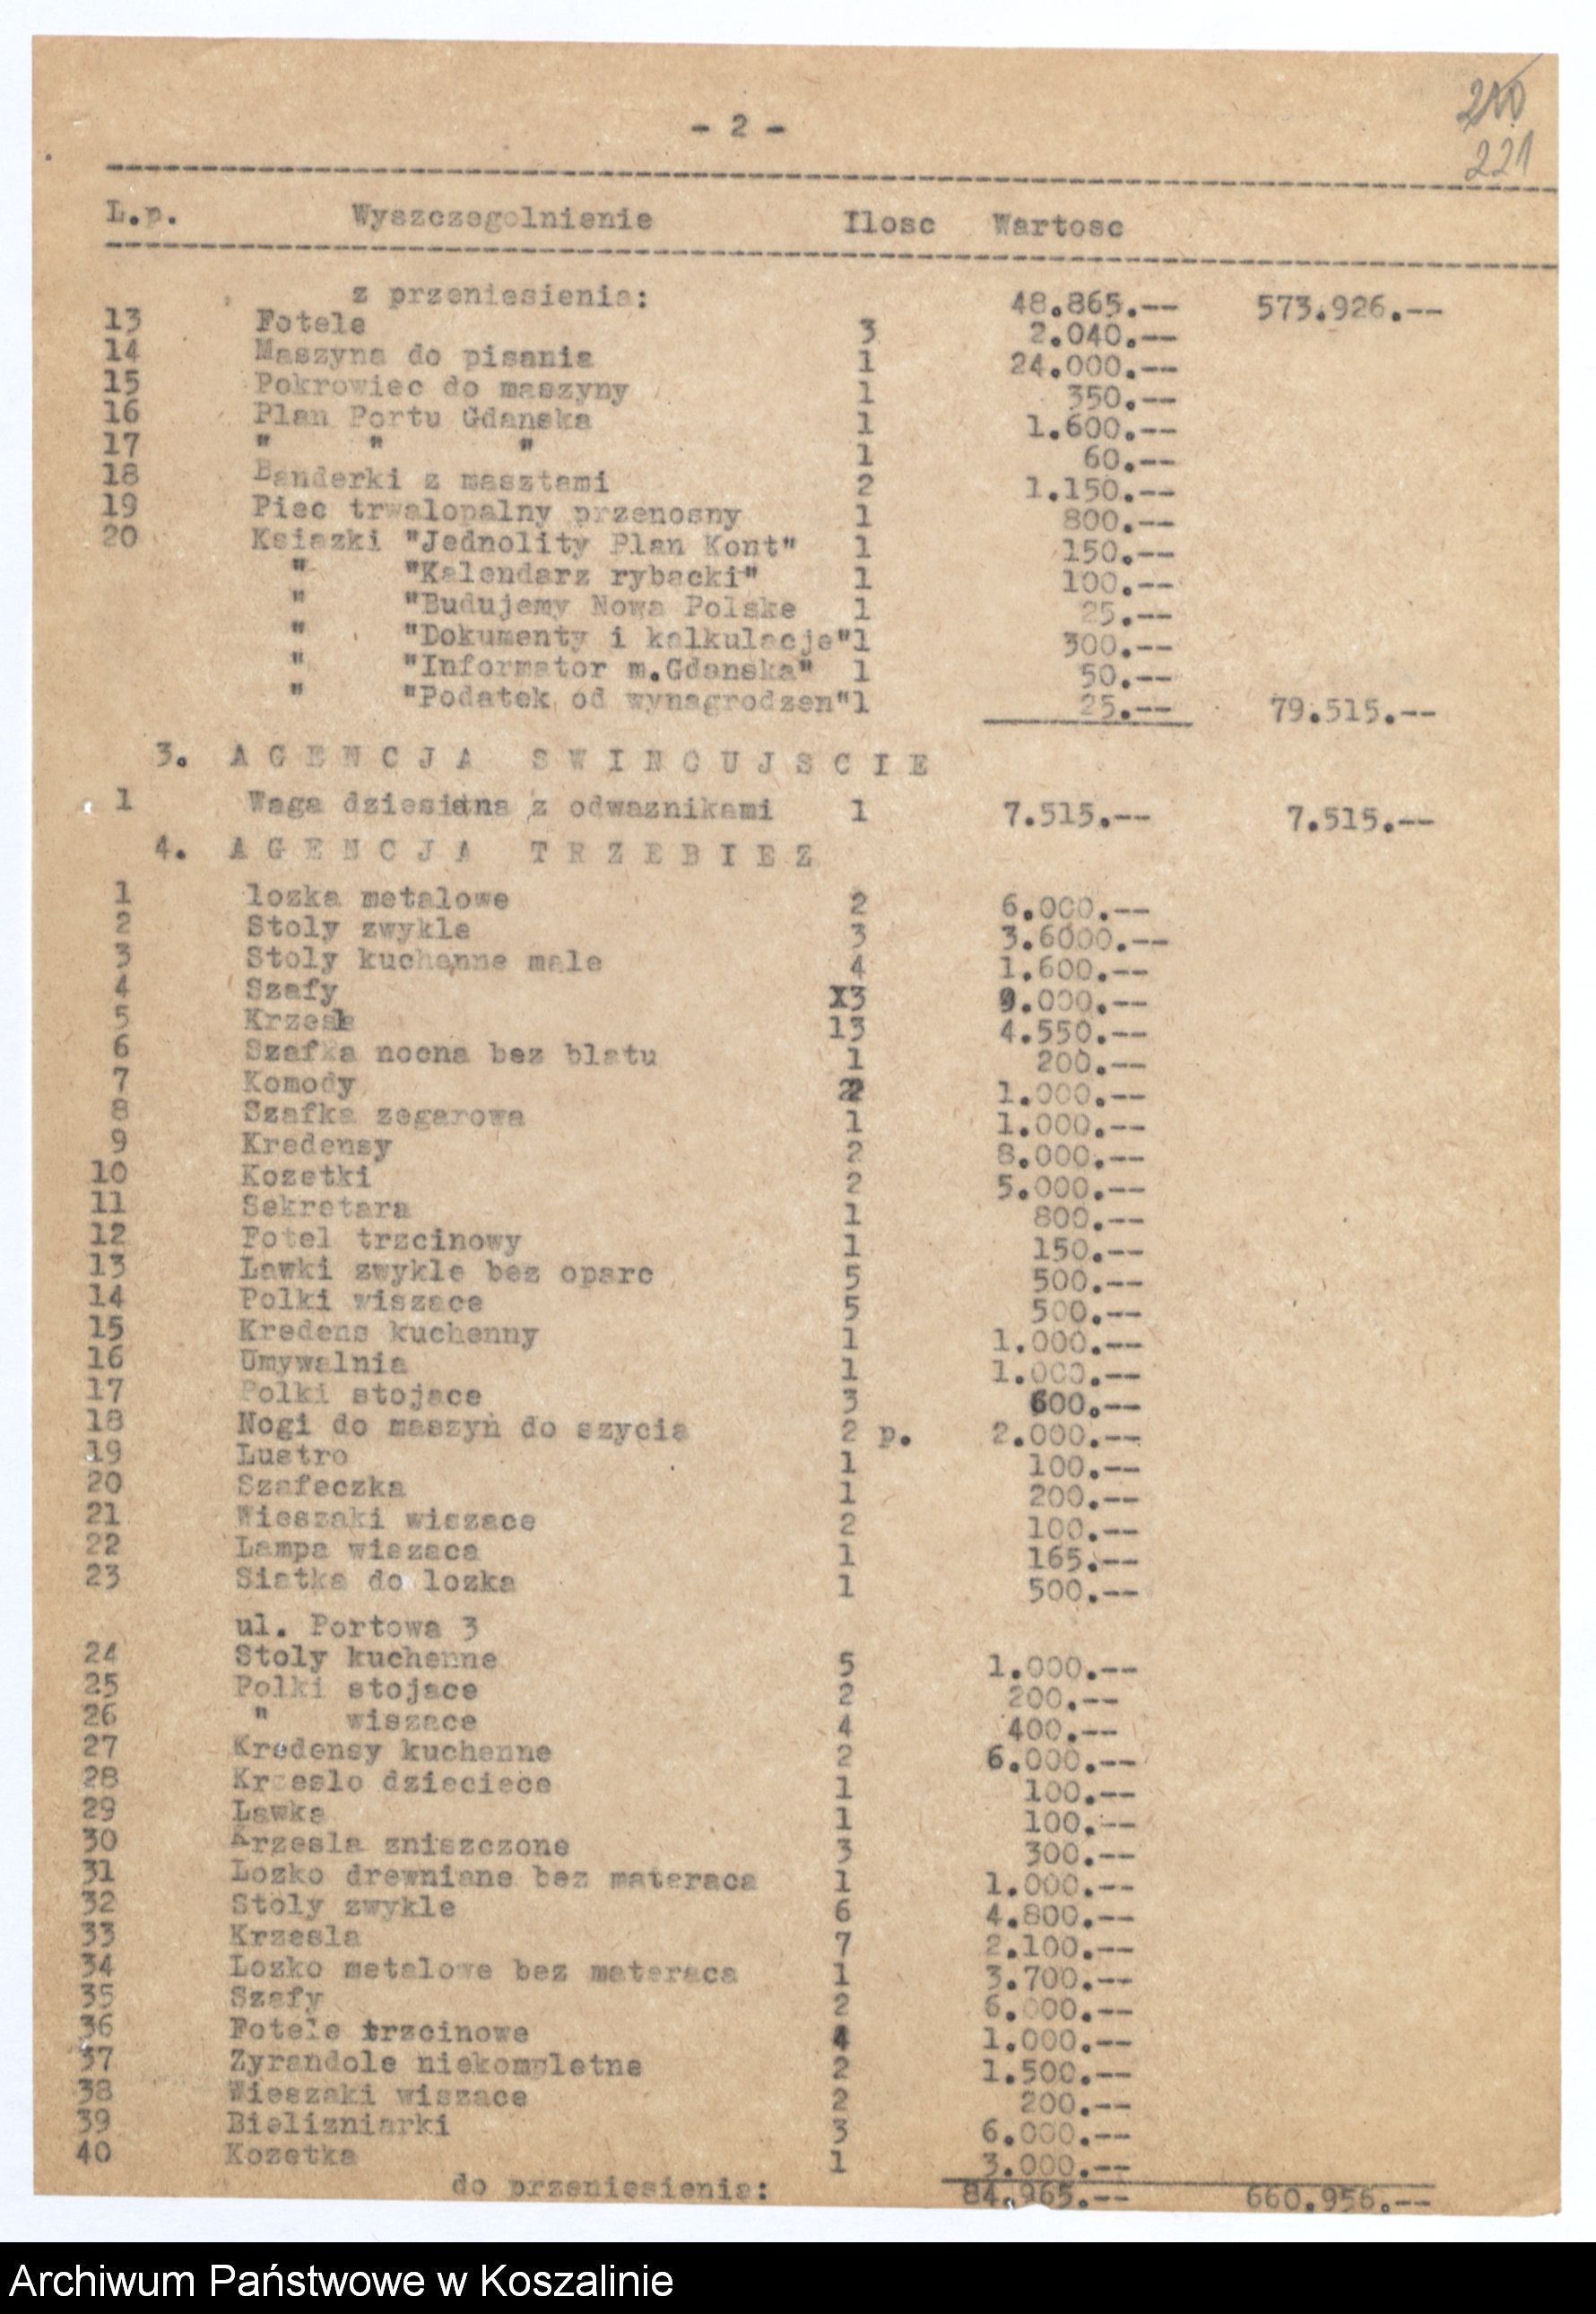 210
221
- 2 -
L.p. Wyszczegolnienie Ilosc Wartosc
z przeniesienia: 48.865.-- 573.926.--
13 Fotele 3 2.040.--
14 Maszyna do pisania 1 24.000.--
15 Pokrowiec do maszyny 1 350.--
16 Plan Portu Gdanska 1 1.600.--
17 " " " 1 60.--
18 Banderki z masztami 2 1.150.--
19 Piec trwalopalny przenosny 1 800.--
20 Ksiazki "Jednolity Plan Kont" 1 150.--
" "Kalendarz rybacki" 1 100.--
" "Budujemy Nowa Polske 1 25.--
" "Dokumenty i kalkulacje"1 300.--
" "Informator m.Gdanska" 1 50.--
" "Podatek od wynagrodzen"1 25.-- 79.515.--
3. A G E N C J A S W I N O U J S C I E
1 Waga dziesietna z odwaznikami 1 7.515.-- 7.515.--
4. A G E N C J A T R Z E B I E Z
1 lozka metalowe 2 6.000.--
2 Stoly zwykle 3 3.6000.--
3 Stoly kuchenne male 4 1.600.--
4 Szafy 3 9.000.--
5 Krzesla 13 4.550.--
6 Szafka nocna bez blatu 1 200.--
7 Komody 2 1.000.--
8 Szafka zegarowa 1 1.000.--
9 Kredensy 2 8.000.--
10 Kozetki 2 5.000.--
11 Sekretara 1 800.--
12 Fotel trzcinowy 1 150.--
13 Lawki zwykle bez oparc 5 500.--
14 Polki wiszace 5 500.--
15 Kredens kuchenny 1 1.000.--
16 Umywalnia 1 1.000.--
17 Polki stojace 3 600.--
18 Nogi do maszyn do szycia 2 p. 2.000.--
19 Lustro 1 100.--
20 Szafeczka 1 200.--
21 Wieszaki wiszace 2 100.--
22 Lampa wiszaca 1 165.--
23 Siatka do lozka 1 500.--
ul. Portowa 3
24 Stoly kuchenne 5 1.000.--
25 Polki stojace 2 200.--
26 " wiszace 4 400.--
27 Kredensy kuchenne 2 6.000.--
28 Krzeslo dzieciece 1 100.--
29 Lawka 1 100.--
30 Krzesla zniszczone 3 300.--
31 Lozko drewniane bez materaca 1 1.000.--
32 Stoly zwykle 6 4.800.--
33 Krzesla 7 2.100.--
34 Lozko metalowe bez materaca 1 3.700.--
35 Szafy 2 6.000.--
36 Fotele trzcinowe 4 1.000.--
37 Zyrandole niekompletne 2 1.500.--
38 Wieszaki wiszace 2 200.--
39 Bielizniarki 3 6.000.--
40 Kozetka 1 3.000.--
do przeniesienia: 84.965.-- 660.956.--
Archiwum Państwowe w Koszalinie